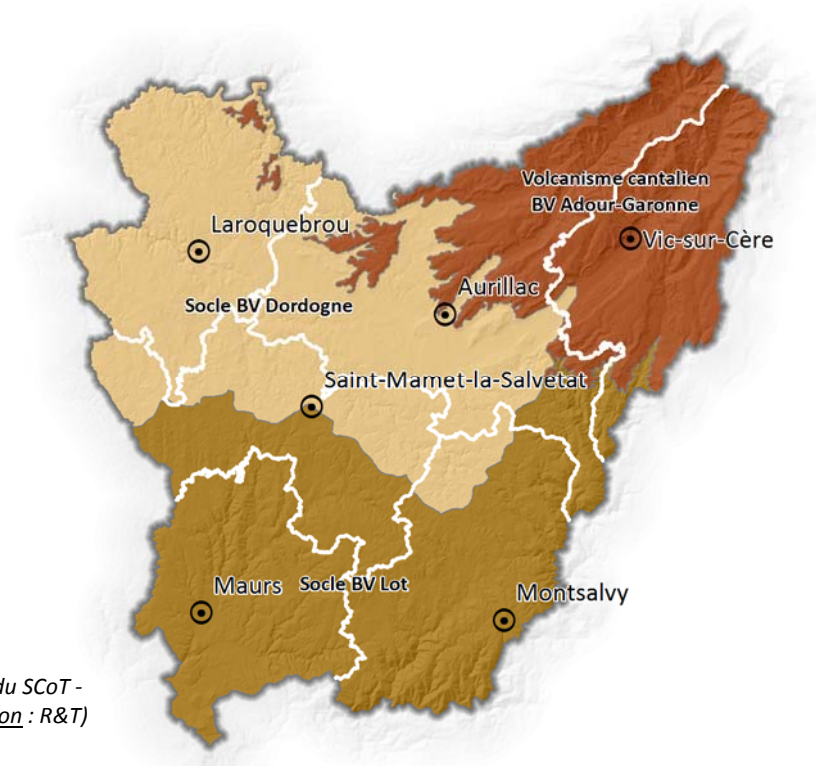 Volcanisme cantalien
BV Adour-Garonne
Laroquebrou
Vic-sur-Cère
Socle BV Dordogne
Aurillac
Saint-Mamet-la-Salvetat
Maurs
Socle BV Lot
Montsalvy
du SCoT -
on : R&T)